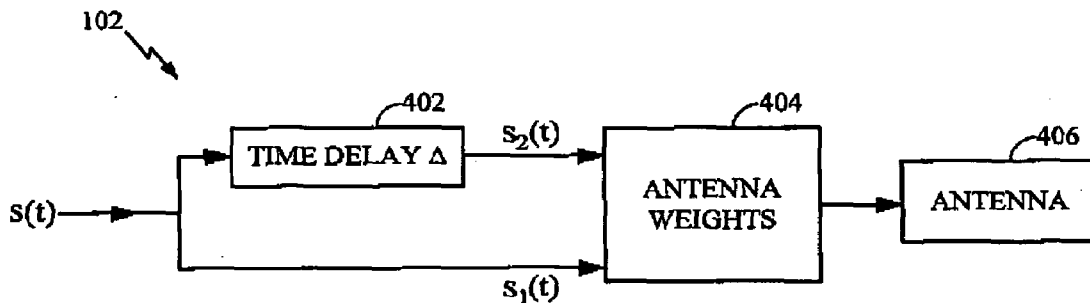 102
402
TIME DELAY Δ
s₂(t)
404
ANTENNA
WEIGHTS
406
ANTENNA
s(t)
s₁(t)